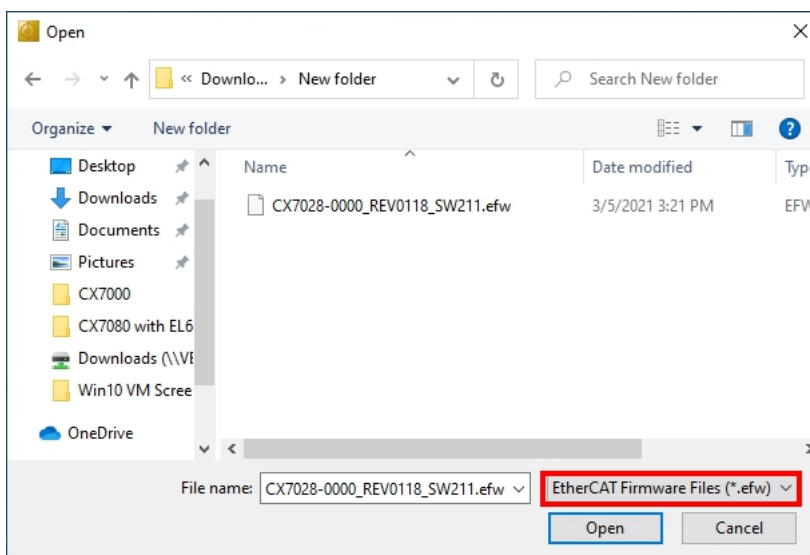 Open
« Downlo... › New folder
Search New folder
Organize
New folder
Desktop
Downloads
Documents
Pictures
CX7000
CX7080 with EL6
Downloads (\\VE
Win10 VM Scree
OneDrive
Name
Date modified
Typ
CX7028-0000_REV0118_SW211.efw
3/5/2021 3:21 PM
EFW
File name:
CX7028-0000_REV0118_SW211.efw
EtherCAT Firmware Files (*.efw)
Open
Cancel